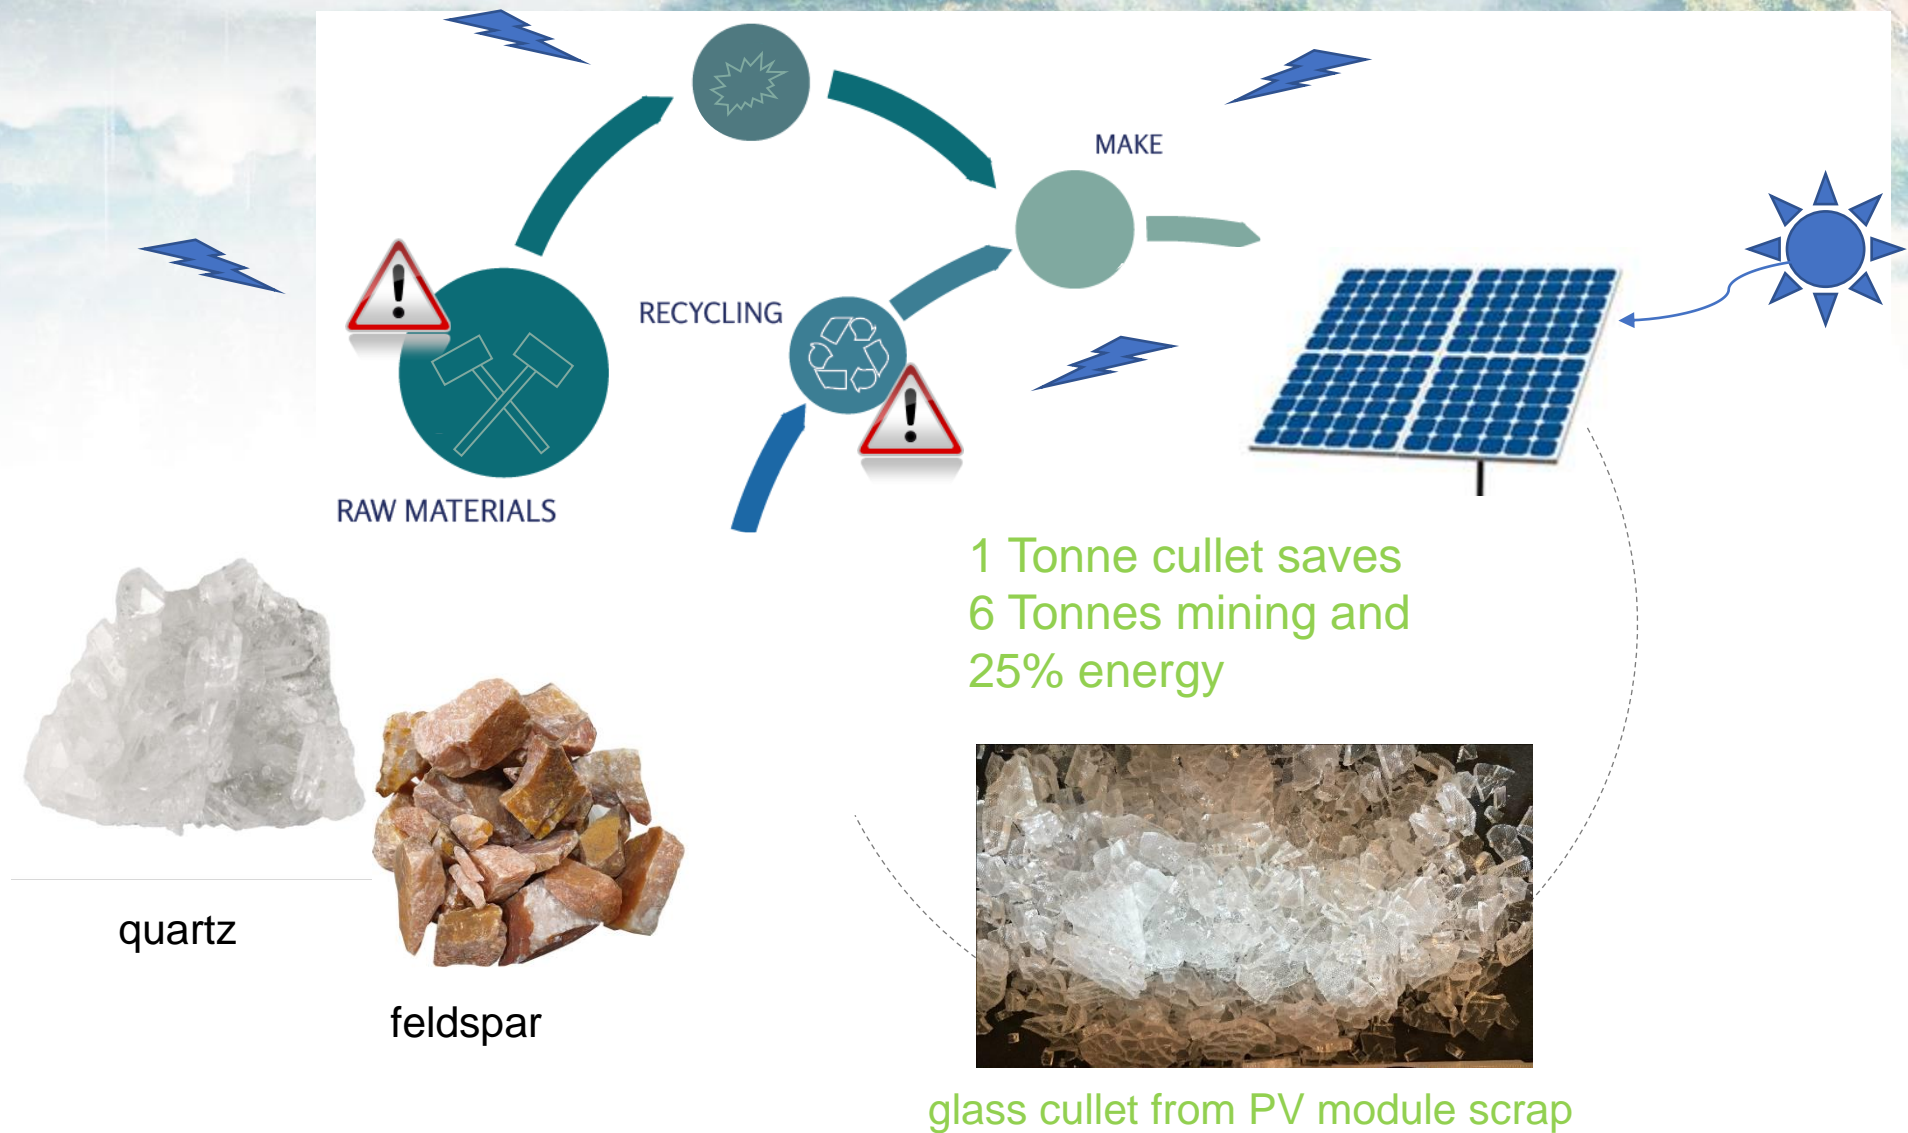 MAKE
RECYCLING
RAW MATERIALS
1 Tonne cullet saves
6 Tonnes mining and
25% energy
quartz
feldspar
glass cullet from PV module scrap